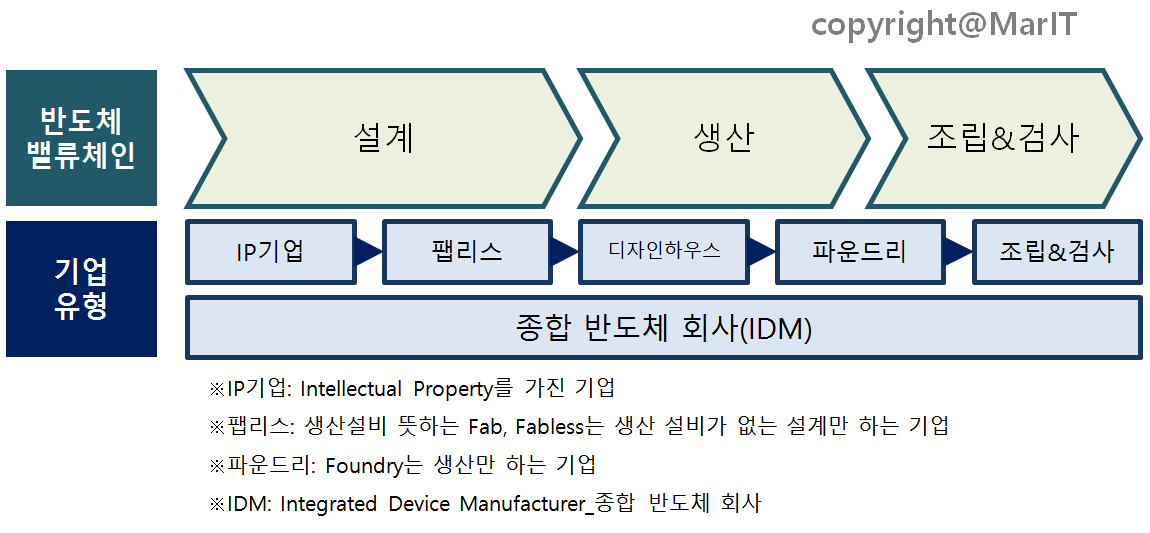 copyright@MarIT
반도체
밸류체인
설계
생산
조립&검사
기업
유형
IP기업
팹리스
디자인하우스
파운드리
조립&검사
종합 반도체 회사(IDM)
※IP기업: Intellectual Property를 가진 기업
※팹리스: 생산설비 뜻하는 Fab, Fabless는 생산 설비가 없는 설계만 하는 기업
※파운드리: Foundry는 생산만 하는 기업
※IDM: Integrated Device Manufacturer_종합 반도체 회사